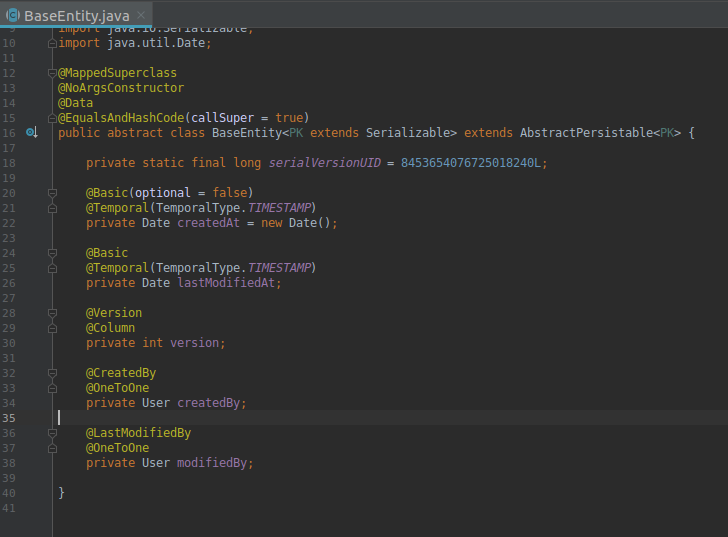 BaseEntity.java
9 import java.io.Serializable;
10 import java.util.Date;
11
12 @MappedSuperclass
13 @NoArgsConstructor
14 @Data
15 @EqualsAndHashCode(callSuper = true)
16 public abstract class BaseEntity<PK extends Serializable> extends AbstractPersistable<PK> {
17
18 private static final long serialVersionUID = 8453654076725018240L;
19
20 @Basic(optional = false)
21 @Temporal(TemporalType.TIMESTAMP)
22 private Date createdAt = new Date();
23
24 @Basic
25 @Temporal(TemporalType.TIMESTAMP)
26 private Date lastModifiedAt;
27
28 @Version
29 @Column
30 private int version;
31
32 @CreatedBy
33 @OneToOne
34 private User createdBy;
35
36 @LastModifiedBy
37 @OneToOne
38 private User modifiedBy;
39
40 }
41